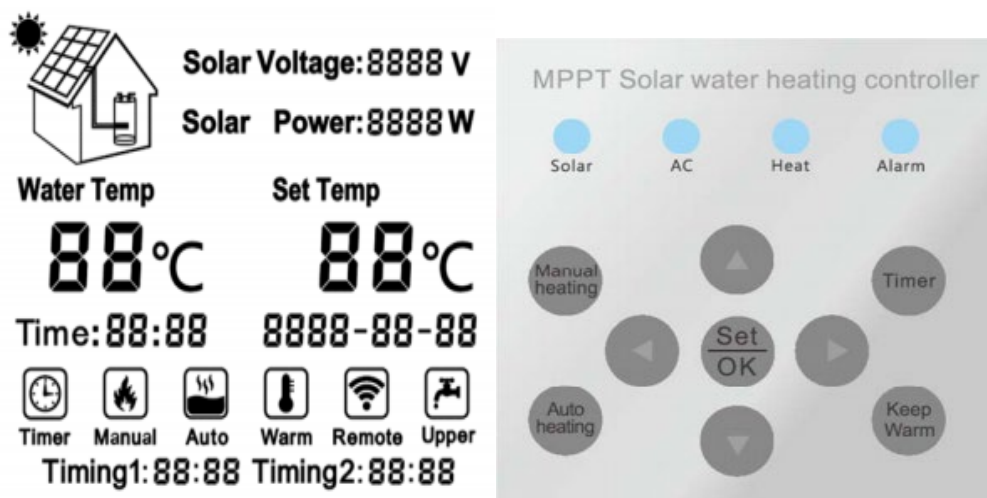 Solar Voltage:8888 V
Solar Power:8888 W
Water Temp Set Temp
88°C 88°C
Time:88:88 8888-88-88
Timer Manual Auto Warm Remote Upper
Timing1:88:88 Timing2:88:88
MPPT Solar water heating controller
Solar AC Heat Alarm
Manual
heating
Timer
Set
OK
Auto
heating
Keep
Warm